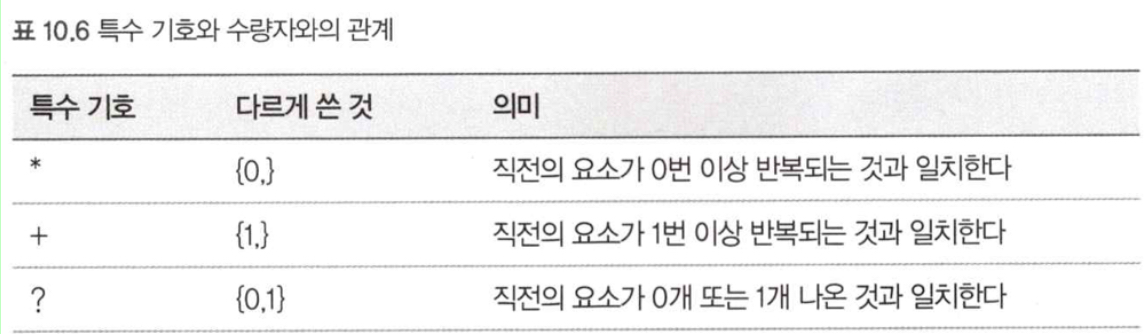 표 10.6 특수 기호와 수량자와의 관계
특수 기호 다르게 쓴 것 의미
* {0,} 직전의 요소가 0번 이상 반복되는 것과 일치한다
+ {1,} 직전의 요소가 1번 이상 반복되는 것과 일치한다
? {0,1} 직전의 요소가 0개 또는 1개 나온 것과 일치한다